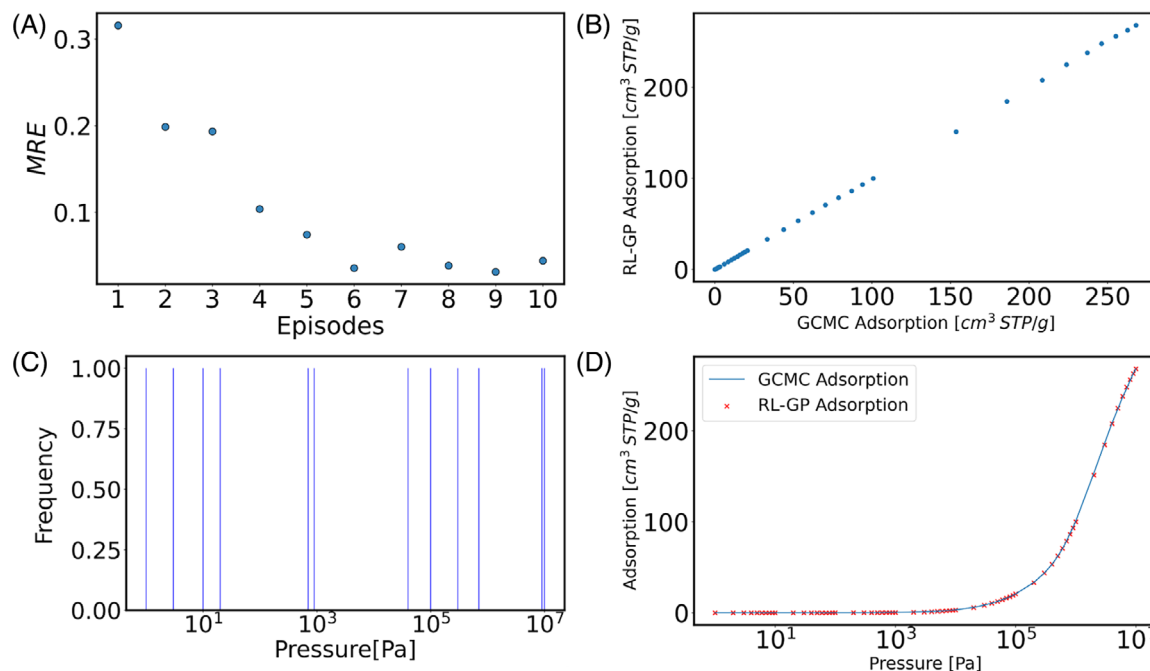 (A)
0.3
0.2
0.1
MRE
1 2 3 4 5 6 7 8 9 10
Episodes
(B)
200
100
0
RL-GP Adsorption [cm³ STP/g]
0 50 100 150 200 250
GCMC Adsorption [cm³ STP/g]
(C)
1.00
0.75
0.50
0.25
0.00
Frequency
10¹ 10³ 10⁵ 10⁷
Pressure[Pa]
(D)
GCMC Adsorption
RL-GP Adsorption
200
100
0
Adsorption [cm³ STP/g]
10¹ 10³ 10⁵ 10
Pressure [Pa]